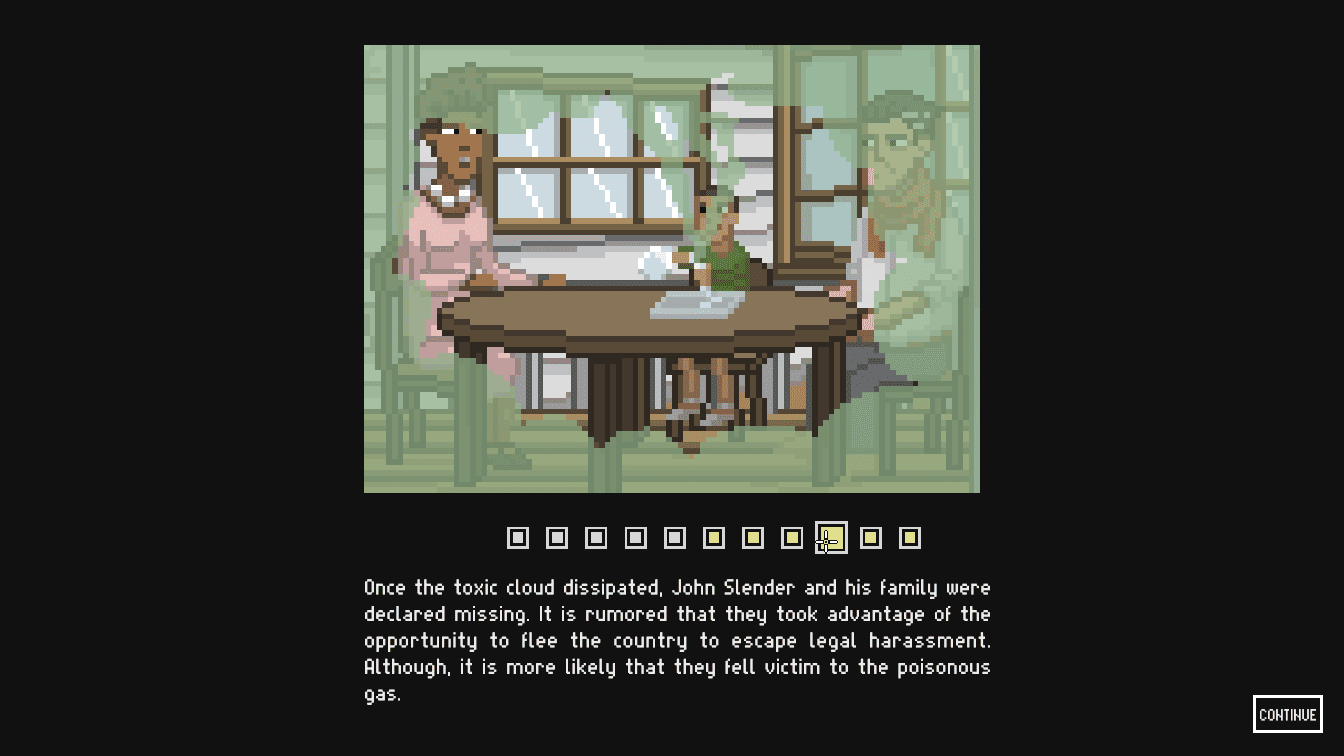 Once the toxic cloud dissipated, John Slender and his family were
declared missing. It is rumored that they took advantage of the
opportunity to flee the country to escape legal harassment.
Although, it is more likely that they fell victim to the poisonous
gas.
CONTINUE